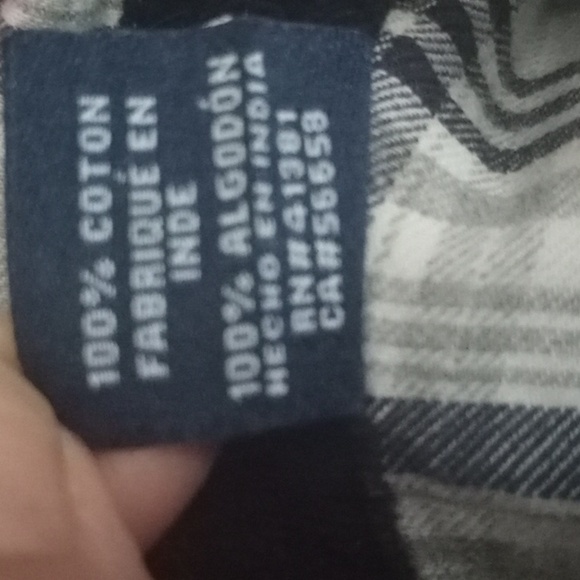 100% COTON
FABRIQUÉ EN
INDE
100% ALGODÓN
HECHO EN INDIA
RN#41381
CA#56658